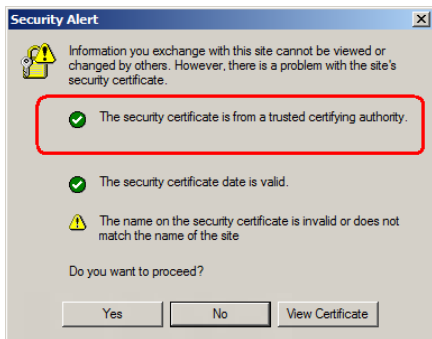 Security Alert
Information you exchange with this site cannot be viewed or
changed by others. However, there is a problem with the site's
security certificate.
The security certificate is from a trusted certifying authority.
The security certificate date is valid.
The name on the security certificate is invalid or does not
match the name of the site
Do you want to proceed?
Yes
No
View Certificate